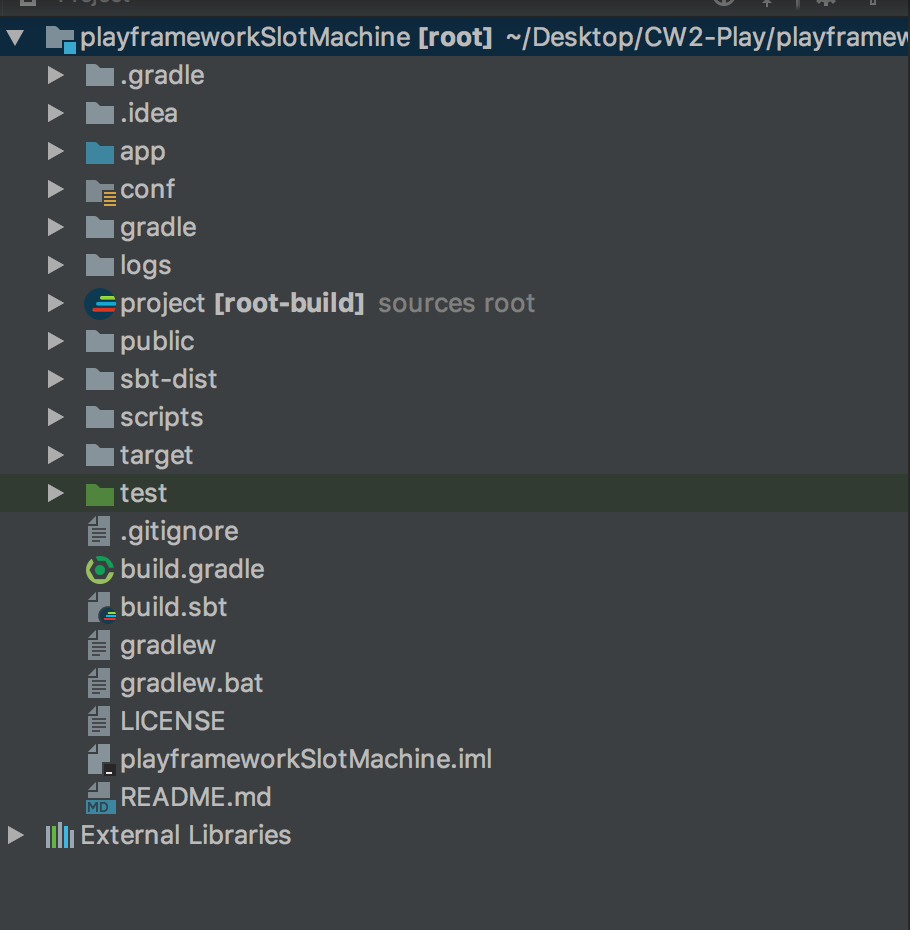 playframeworkSlotMachine [root] ~/Desktop/CW2-Play/playframew
.gradle
.idea
app
conf
gradle
logs
project [root-build] sources root
public
sbt-dist
scripts
target
test
.gitignore
build.gradle
build.sbt
gradlew
gradlew.bat
LICENSE
playframeworkSlotMachine.iml
MD README.md
External Libraries